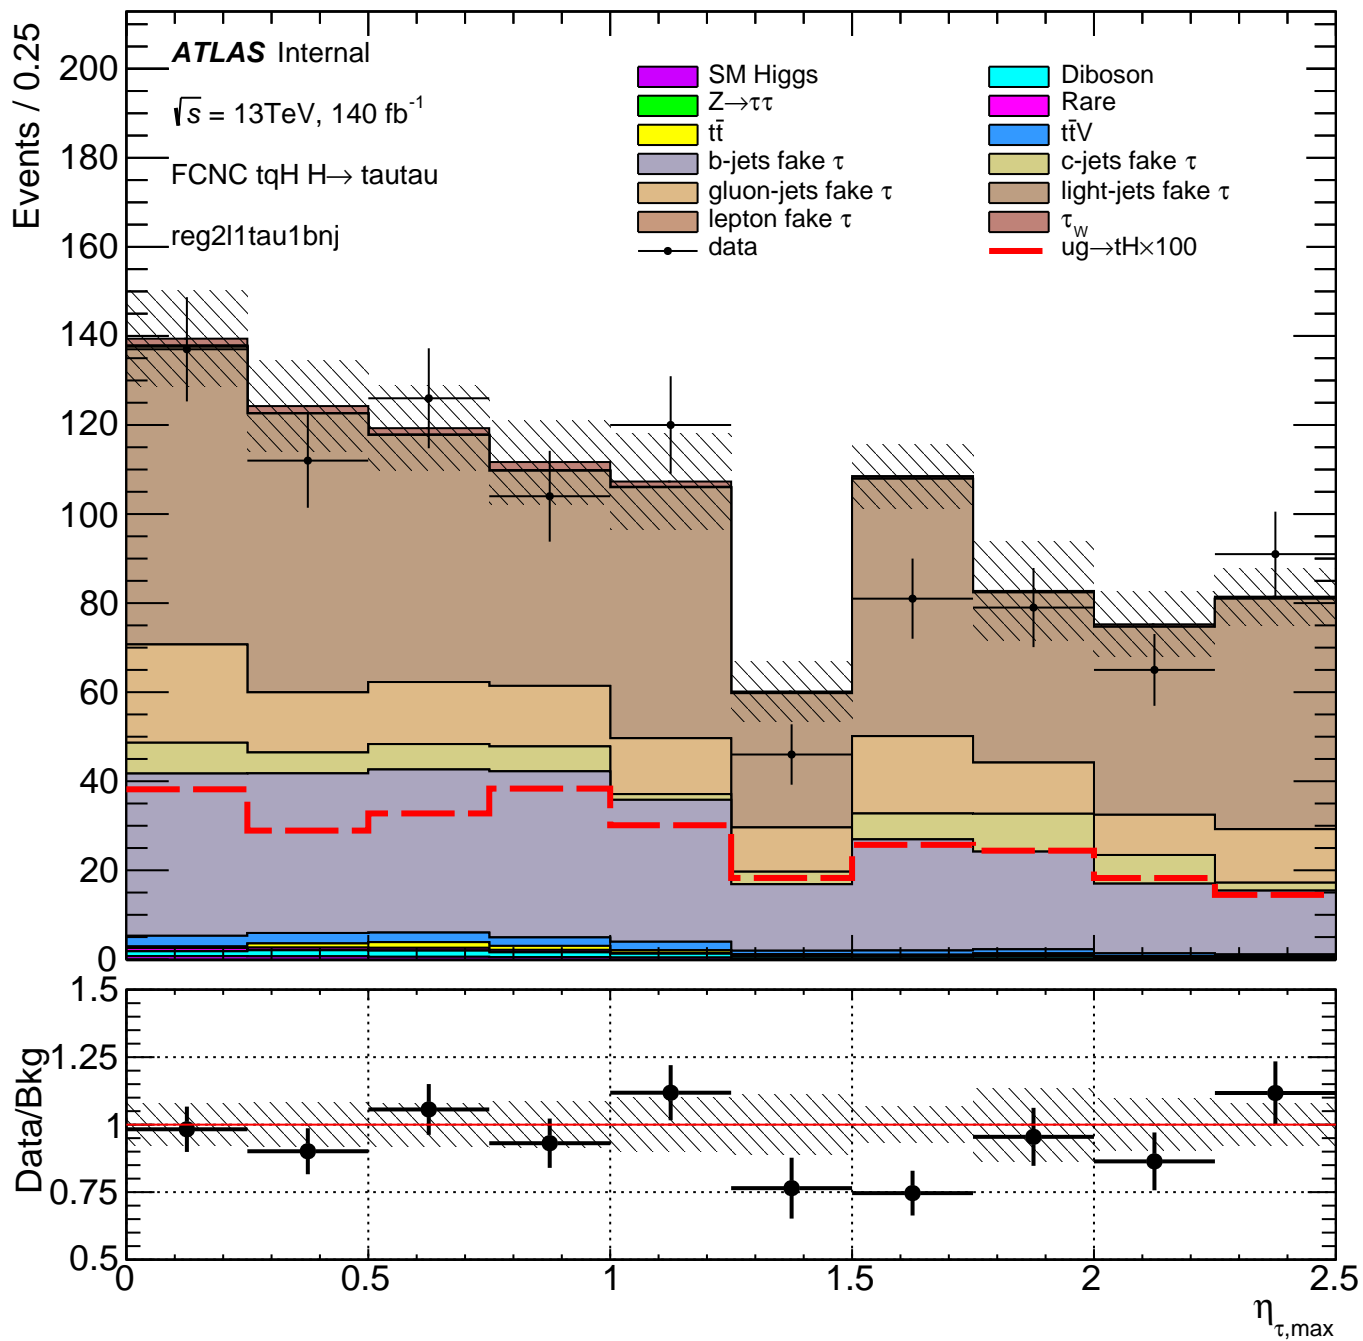 Events / 0.25
200
180
160
140
120
100
80
60
40
20
0
ATLAS Internal
√s = 13TeV, 140 fb⁻¹
FCNC tqH H→ tautau
reg2l1tau1bnj
SM Higgs
Z→ττ
tt̄
b-jets fake τ
gluon-jets fake τ
lepton fake τ
data
Diboson
Rare
tt̄V
c-jets fake τ
light-jets fake τ
τ_W
ug→tH×100
Data/Bkg
1.5
1.25
1
0.75
0.5
0 0.5 1 1.5 2 2.5
η_τ,max